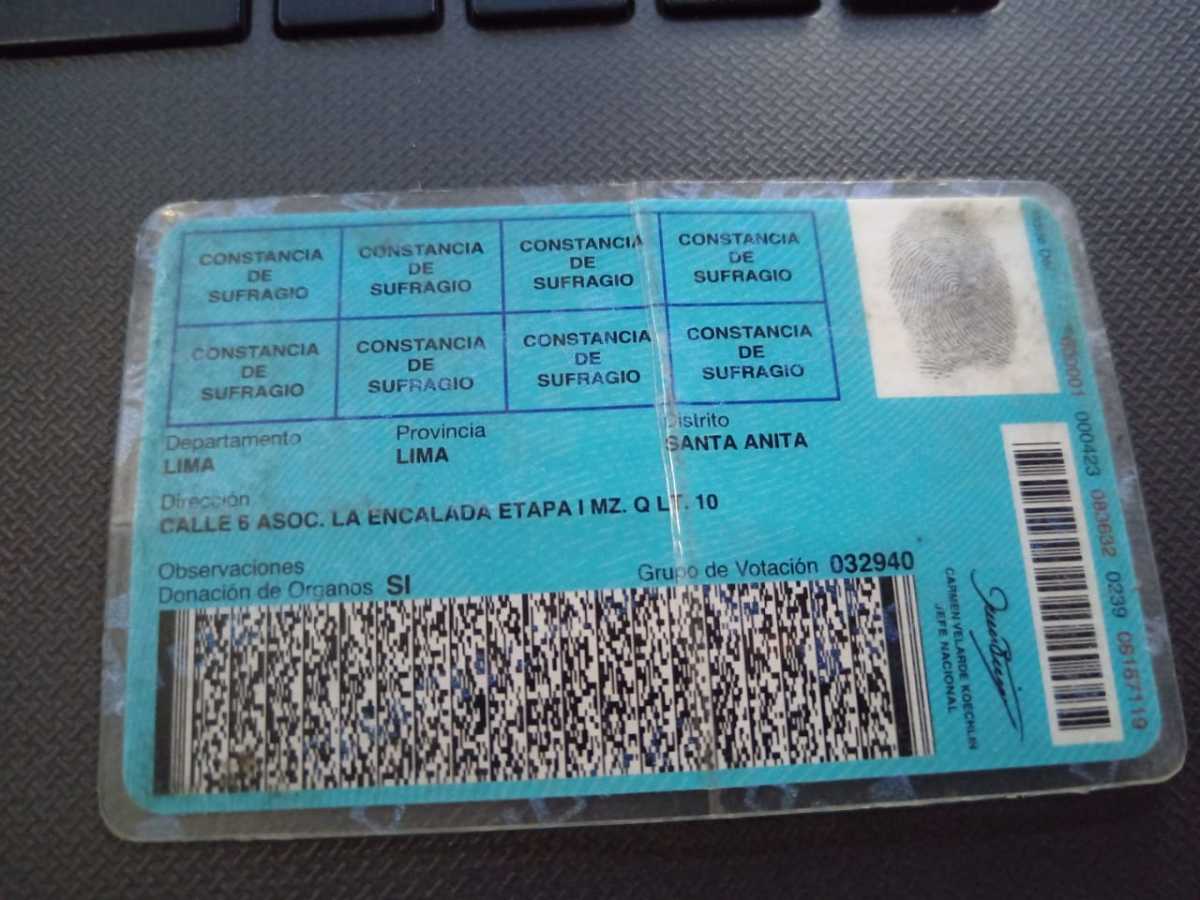 CONSTANCIA DE SUFRAGIO
CONSTANCIA DE SUFRAGIO
CONSTANCIA DE SUFRAGIO
CONSTANCIA DE SUFRAGIO
CONSTANCIA DE SUFRAGIO
CONSTANCIA DE SUFRAGIO
CONSTANCIA DE SUFRAGIO
CONSTANCIA DE SUFRAGIO
Departamento Provincia Distrito
LIMA LIMA SANTA ANITA
Dirección
CALLE 6 ASOC. LA ENCALADA ETAPA I MZ. Q LT. 10
Observaciones
Donación de Organos SI
Grupo de Votación 032940
CARMEN VELARDE KOECHLIN
JEFE NACIONAL
000423 083632 0239